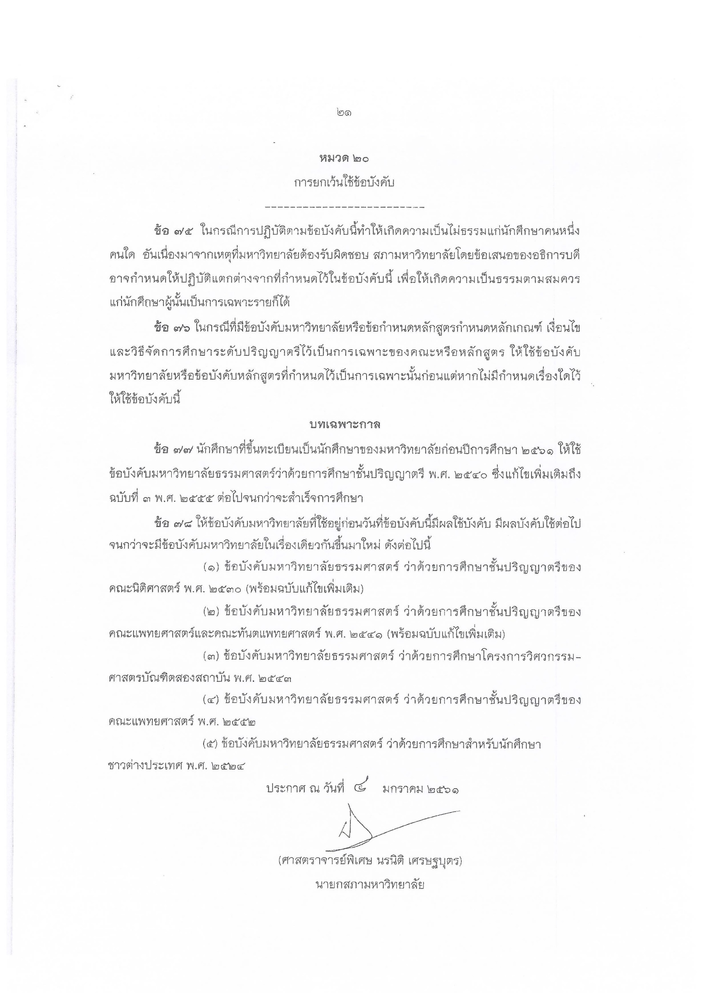 ๒๑
หมวด ๒๐
การยกเว้นใช้ข้อบังคับ
-------------------------
ข้อ ๗๕ ในกรณีการปฏิบัติตามข้อบังคับนี้ทำให้เกิดความเป็นไม่ธรรมแก่นักศึกษาคนหนึ่ง
คนใด อันเนื่องมาจากเหตุที่มหาวิทยาลัยต้องรับผิดชอบ สภามหาวิทยาลัยโดยข้อเสนอของอธิการบดี
อาจกำหนดให้ปฏิบัติแตกต่างจากที่กำหนดไว้ในข้อบังคับนี้ เพื่อให้เกิดความเป็นธรรมตามสมควร
แก่นักศึกษาผู้นั้นเป็นการเฉพาะรายก็ได้
ข้อ ๗๖ ในกรณีที่มีข้อบังคับมหาวิทยาลัยหรือข้อกำหนดหลักสูตรกำหนดหลักเกณฑ์ เงื่อนไข
และวิธีจัดการศึกษาระดับปริญญาตรีไว้เป็นการเฉพาะของคณะหรือหลักสูตร ให้ใช้ข้อบังคับ
มหาวิทยาลัยหรือข้อบังคับหลักสูตรที่กำหนดไว้เป็นการเฉพาะนั้นก่อนแต่หากไม่มีกำหนดเรื่องใดไว้
ให้ใช้ข้อบังคับนี้
บทเฉพาะกาล
ข้อ ๗๗ นักศึกษาที่ขึ้นทะเบียนเป็นนักศึกษาของมหาวิทยาลัยก่อนปีการศึกษา ๒๕๖๑ ให้ใช้
ข้อบังคับมหาวิทยาลัยธรรมศาสตร์ว่าด้วยการศึกษาชั้นปริญญาตรี พ.ศ. ๒๕๔๐ ซึ่งแก้ไขเพิ่มเติมถึง
ฉบับที่ ๓ พ.ศ. ๒๕๕๕ ต่อไปจนกว่าจะสำเร็จการศึกษา
ข้อ ๗๘ ให้ข้อบังคับมหาวิทยาลัยที่ใช้อยู่ก่อนวันที่ข้อบังคับนี้มีผลใช้บังคับ มีผลบังคับใช้ต่อไป
จนกว่าจะมีข้อบังคับมหาวิทยาลัยในเรื่องเดียวกันขึ้นมาใหม่ ดังต่อไปนี้
(๑) ข้อบังคับมหาวิทยาลัยธรรมศาสตร์ ว่าด้วยการศึกษาชั้นปริญญาตรีของ
คณะนิติศาสตร์ พ.ศ. ๒๕๓๐ (พร้อมฉบับแก้ไขเพิ่มเติม)
(๒) ข้อบังคับมหาวิทยาลัยธรรมศาสตร์ ว่าด้วยการศึกษาชั้นปริญญาตรีของ
คณะแพทยศาสตร์และคณะทันตแพทยศาสตร์ พ.ศ. ๒๕๔๑ (พร้อมฉบับแก้ไขเพิ่มเติม)
(๓) ข้อบังคับมหาวิทยาลัยธรรมศาสตร์ ว่าด้วยการศึกษาโครงการวิศวกรรม-
ศาสตรบัณฑิตสองสถาบัน พ.ศ. ๒๕๔๓
(๔) ข้อบังคับมหาวิทยาลัยธรรมศาสตร์ ว่าด้วยการศึกษาชั้นปริญญาตรีของ
คณะแพทยศาสตร์ พ.ศ. ๒๕๕๒
(๕) ข้อบังคับมหาวิทยาลัยธรรมศาสตร์ ว่าด้วยการศึกษาสำหรับนักศึกษา
ชาวต่างประเทศ พ.ศ. ๒๕๒๔
ประกาศ ณ วันที่ ๔ มกราคม ๒๕๖๑
(ศาสตราจารย์พิเศษ นรนิติ เศรษฐบุตร)
นายกสภามหาวิทยาลัย